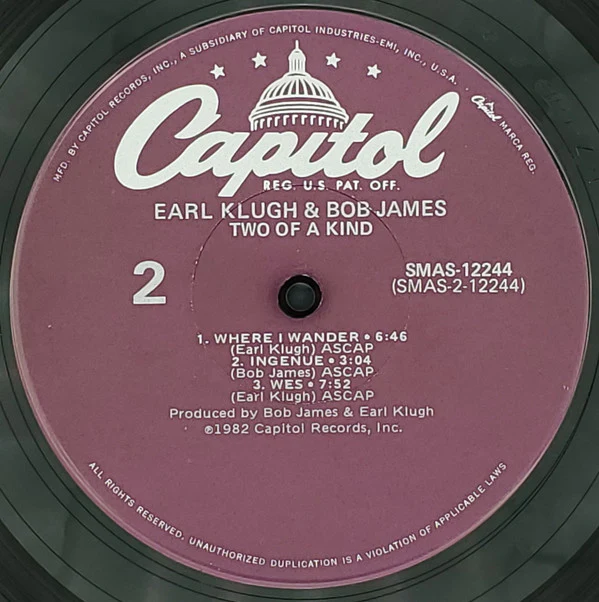 MFD. BY CAPITOL RECORDS, INC., A SUBSIDIARY OF CAPITOL INDUSTRIES-EMI, INC., U.S.A. • Capitol MARCA REG.
Capitol
REG. U.S. PAT. OFF.
EARL KLUGH & BOB JAMES
TWO OF A KIND
2
SMAS-12244
(SMAS-2-12244)
1. WHERE I WANDER • 6:46
(Earl Klugh) ASCAP
2. INGENUE • 3:04
(Bob James) ASCAP
3. WES • 7:52
(Earl Klugh) ASCAP
Produced by Bob James & Earl Klugh
℗1982 Capitol Records, Inc.
ALL RIGHTS RESERVED. UNAUTHORIZED DUPLICATION IS A VIOLATION OF APPLICABLE LAWS